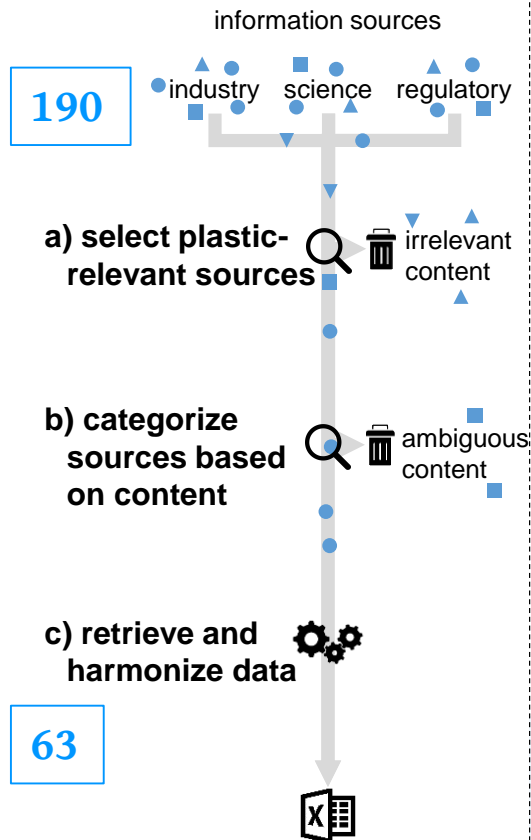 information sources
industry science regulatory
190
a) select plastic-
relevant sources
irrelevant
content
b) categorize
sources based
on content
ambiguous
content
c) retrieve and
harmonize data
63
X